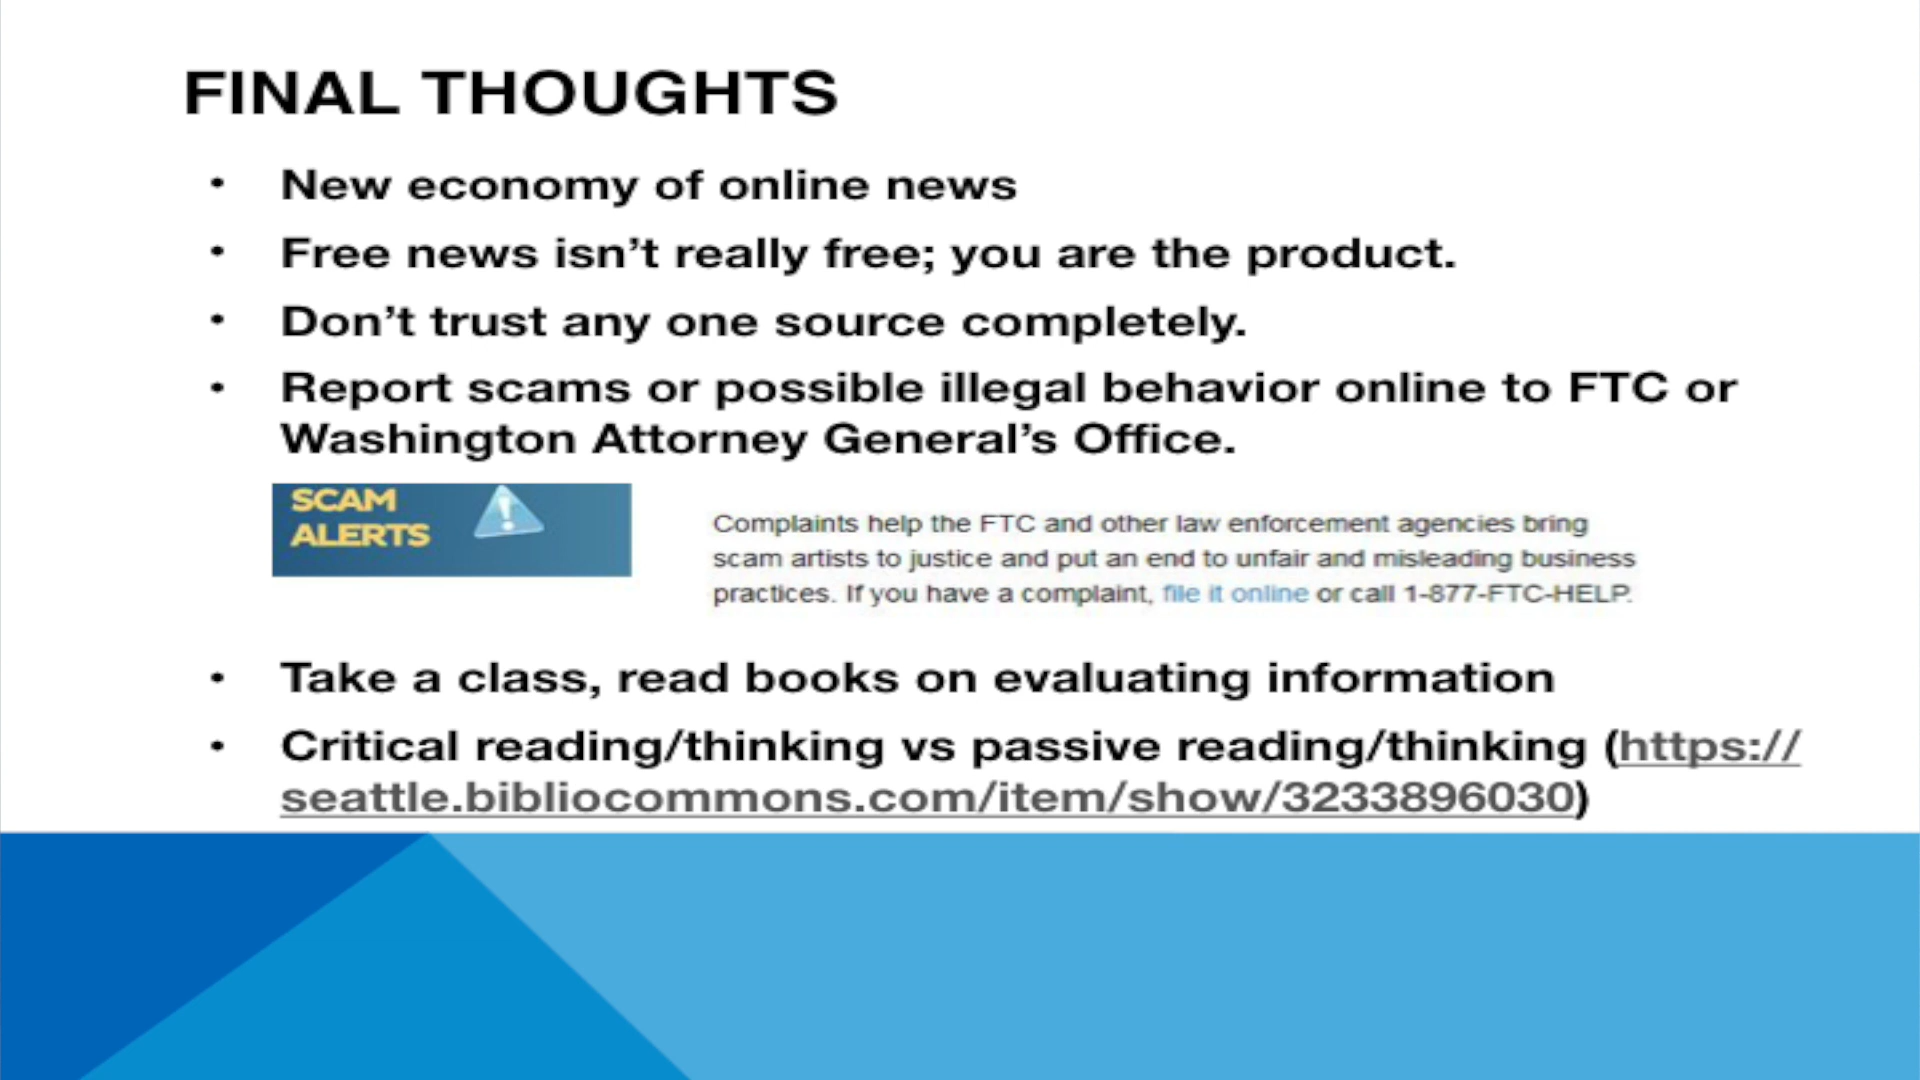 FINAL THOUGHTS
• New economy of online news
• Free news isn’t really free; you are the product.
• Don’t trust any one source completely.
• Report scams or possible illegal behavior online to FTC or
Washington Attorney General’s Office.
SCAM
ALERTS
Complaints help the FTC and other law enforcement agencies bring
scam artists to justice and put an end to unfair and misleading business
practices. If you have a complaint, file it online or call 1-877-FTC-HELP.
• Take a class, read books on evaluating information
• Critical reading/thinking vs passive reading/thinking (https://
seattle.bibliocommons.com/item/show/3233896030)